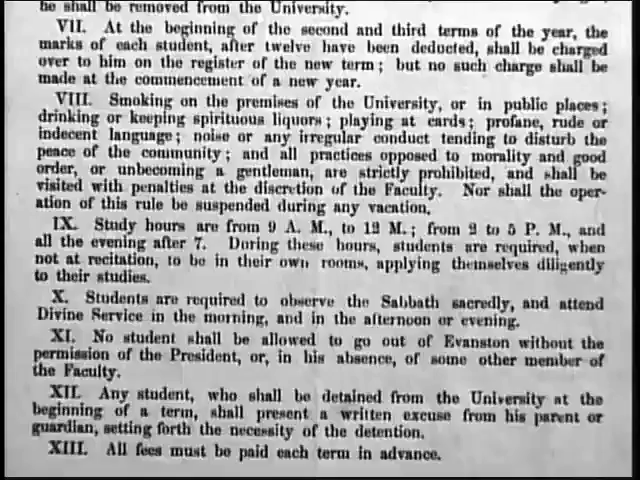 he shall be removed from the University.
VII. At the beginning of the second and third terms of the year, the
marks of each student, after twelve have been deducted, shall be charged
over to him on the register of the new term; but no such charge shall be
made at the commencement of a new year.
VIII. Smoking on the premises of the University, or in public places;
drinking or keeping spirituous liquors; playing at cards; profane, rude or
indecent language; noise or any irregular conduct tending to disturb the
peace of the community; and all practices opposed to morality and good
order, or unbecoming a gentleman, are strictly prohibited, and shall be
visited with penalties at the discretion of the Faculty. Nor shall the oper-
ation of this rule be suspended during any vacation.
IX. Study hours are from 9 A. M., to 12 M.; from 2 to 5 P. M., and
all the evening after 7. During these hours, students are required, when
not at recitation, to be in their own rooms, applying themselves diligently
to their studies.
X. Students are required to observe the Sabbath sacredly, and attend
Divine Service in the morning, and in the afternoon or evening.
XI. No student shall be allowed to go out of Evanston without the
permission of the President, or, in his absence, of some other member of
the Faculty.
XII. Any student, who shall be detained from the University at the
beginning of a term, shall present a written excuse from his parent or
guardian, setting forth the necessity of the detention.
XIII. All fees must be paid each term in advance.